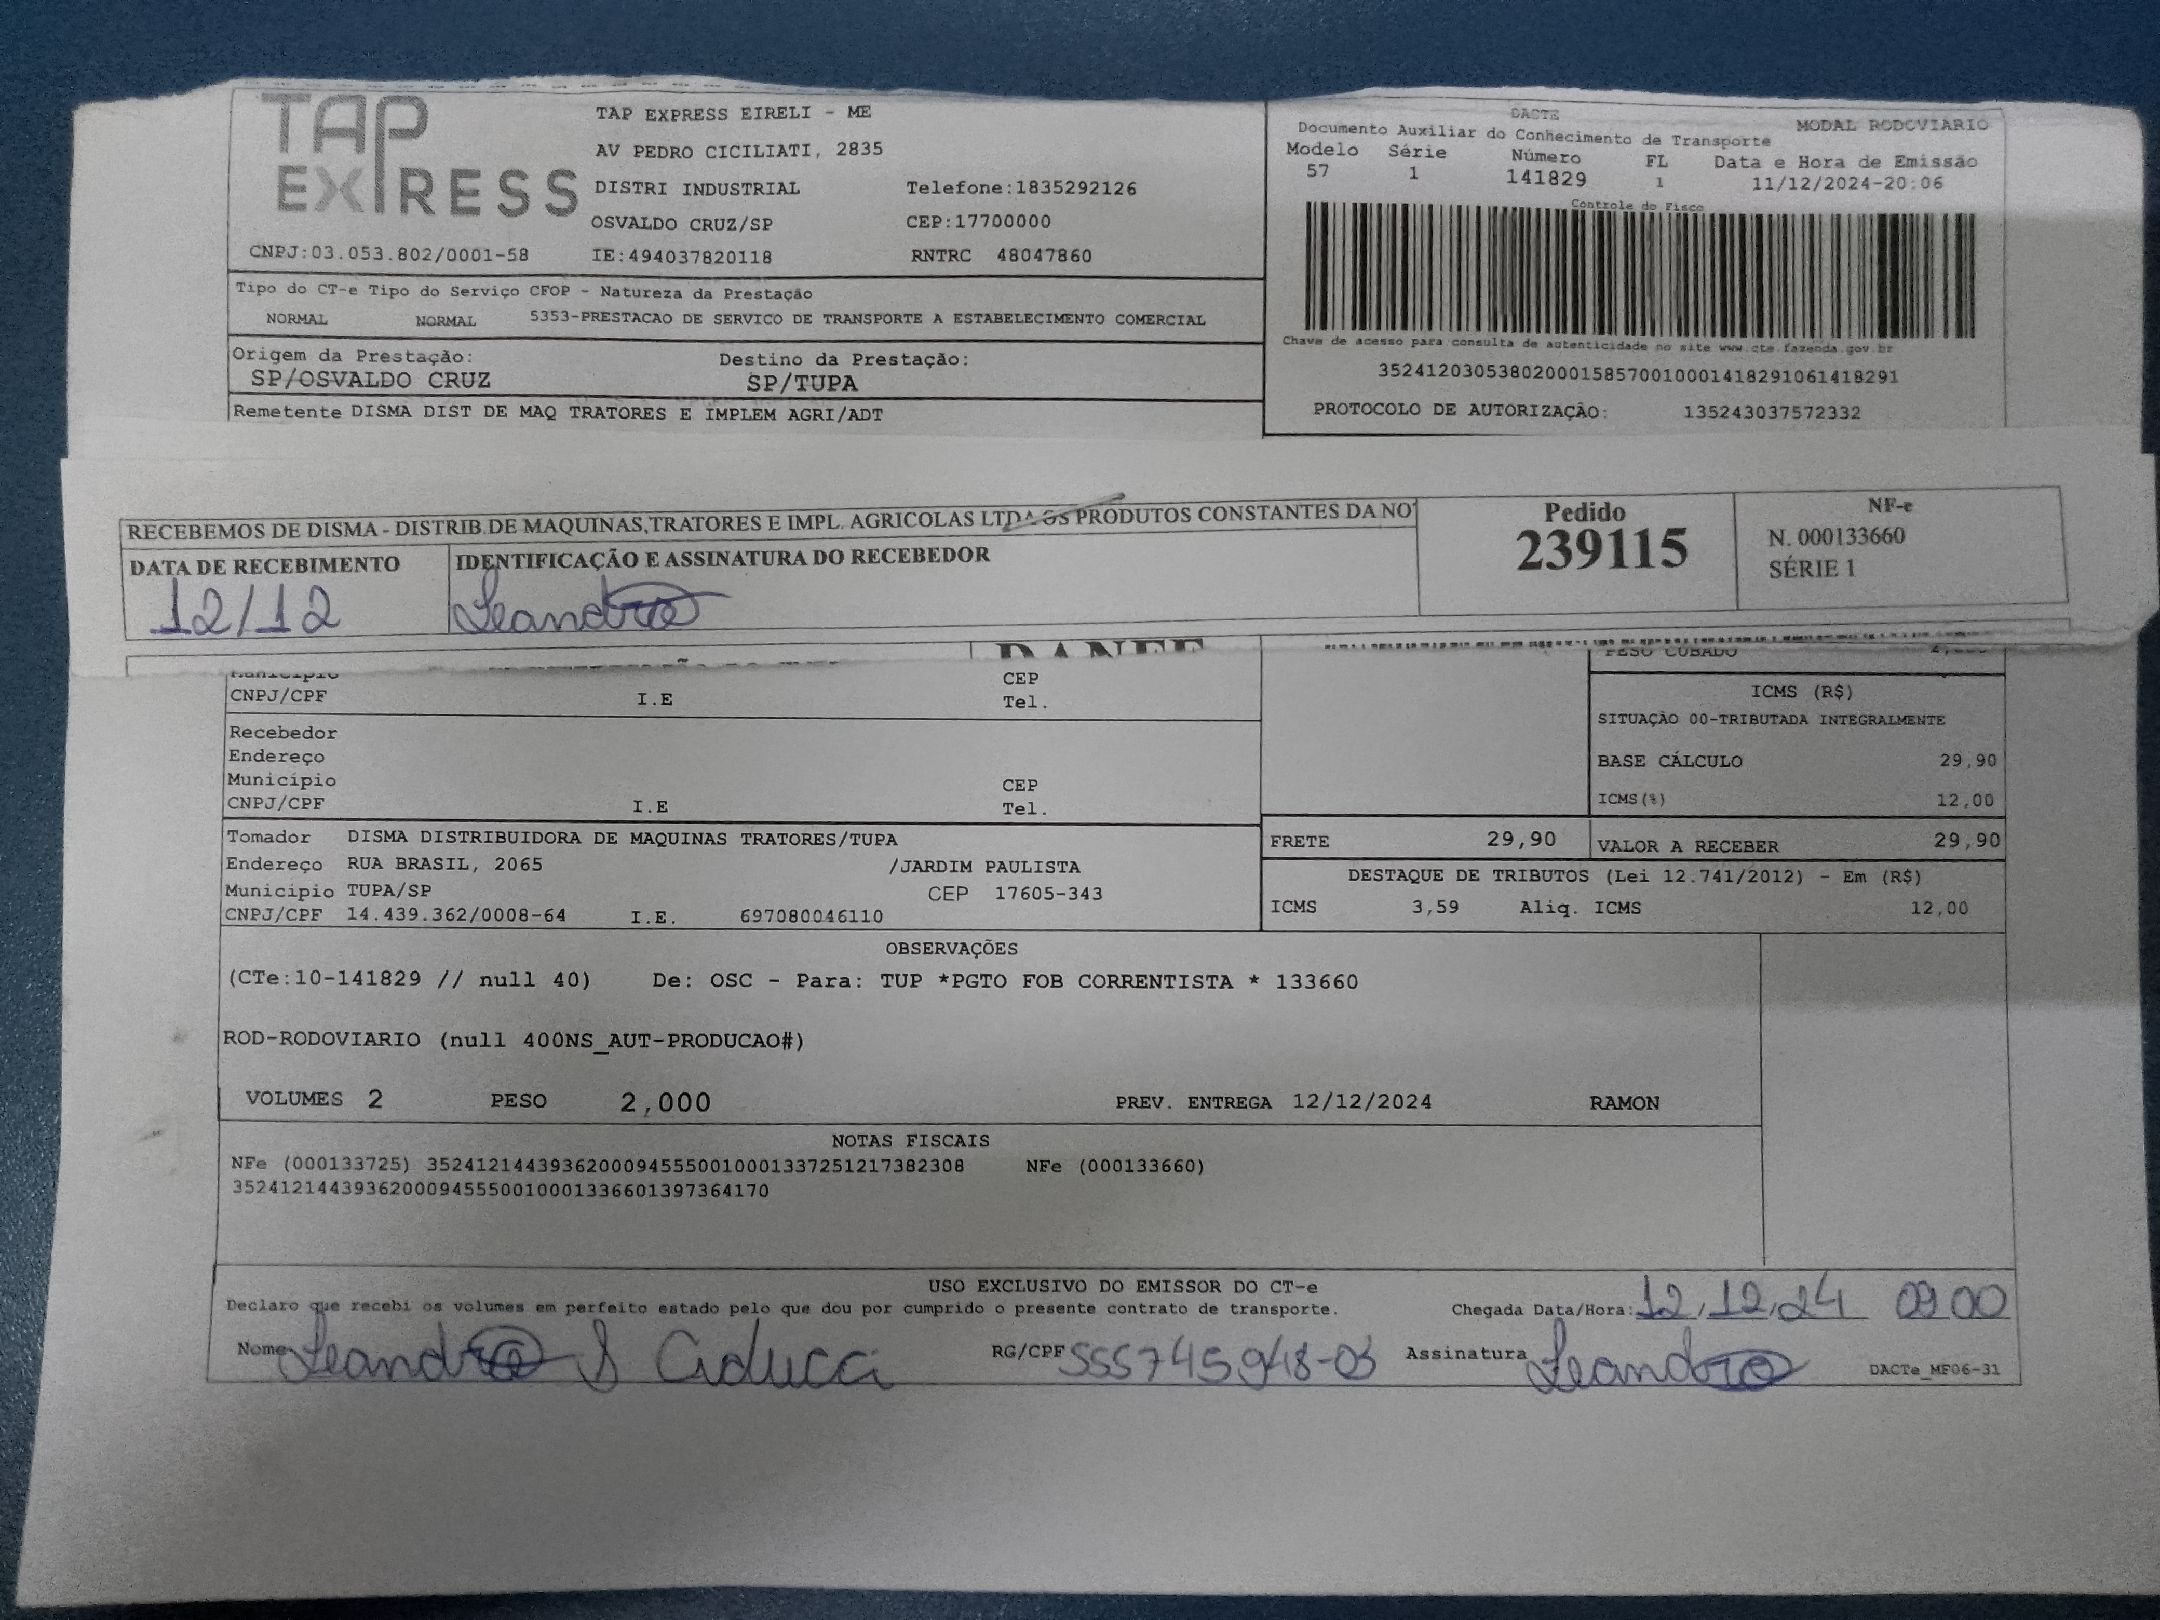 TAP EXPRESS
TAP EXPRESS EIRELI - ME
AV PEDRO CICILIATI, 2835
DISTRI INDUSTRIAL Telefone:1835292126
OSVALDO CRUZ/SP CEP:17700000
CNPJ:03.053.802/0001-58 IE:494037820118 RNTRC 48047860
DACTE
MODAL RODOVIARIO
Documento Auxiliar do Conhecimento de Transporte
Modelo Série Número FL Data e Hora de Emissão
57 1 141829 1 11/12/2024-20:06
Controle do Fisco
Tipo do CT-e Tipo do Serviço CFOP - Natureza da Prestação
NORMAL NORMAL 5353-PRESTACAO DE SERVICO DE TRANSPORTE A ESTABELECIMENTO COMERCIAL
Chave de acesso para consulta de autenticidade no site www.cte.fazenda.gov.br
35241203053802000158570010001418291061418291
Origem da Prestação: Destino da Prestação:
SP/OSVALDO CRUZ SP/TUPA
PROTOCOLO DE AUTORIZAÇÃO: 135243037572332
Remetente DISMA DIST DE MAQ TRATORES E IMPLEM AGRI/ADT
RECEBEMOS DE DISMA - DISTRIB.DE MAQUINAS,TRATORES E IMPL. AGRICOLAS LTDA OS PRODUTOS CONSTANTES DA NO
DATA DE RECEBIMENTO IDENTIFICAÇÃO E ASSINATURA DO RECEBEDOR
12/12 Leandro
Pedido
239115
NF-e
N. 000133660
SÉRIE 1
DANFE
PESO CUBADO
Município CEP
CNPJ/CPF I.E Tel.
Recebedor
Endereço
Município CEP
CNPJ/CPF I.E Tel.
ICMS (R$)
SITUAÇÃO 00-TRIBUTADA INTEGRALMENTE
BASE CÁLCULO 29,90
ICMS(%) 12,00
Tomador DISMA DISTRIBUIDORA DE MAQUINAS TRATORES/TUPA
Endereço RUA BRASIL, 2065 /JARDIM PAULISTA
Município TUPA/SP CEP 17605-343
CNPJ/CPF 14.439.362/0008-64 I.E. 697080046110
FRETE 29,90 VALOR A RECEBER 29,90
DESTAQUE DE TRIBUTOS (Lei 12.741/2012) - Em (R$)
ICMS 3,59 Aliq. ICMS 12,00
OBSERVAÇÕES
(CTe:10-141829 // null 40) De: OSC - Para: TUP *PGTO FOB CORRENTISTA * 133660
ROD-RODOVIARIO (null 400NS_AUT-PRODUCAO#)
VOLUMES 2 PESO 2,000 PREV. ENTREGA 12/12/2024 RAMON
NOTAS FISCAIS
NFe (000133725) 35241214439362000945550010001337251217382308 NFe (000133660)
35241214439362000945550010001336601397364170
USO EXCLUSIVO DO EMISSOR DO CT-e
Declaro que recebi os volumes em perfeito estado pelo que dou por cumprido o presente contrato de transporte. Chegada Data/Hora: 12/12/24 09 00
Nome Leandro S RG/CPF Assinatura Leandro DACTe_MF06-31